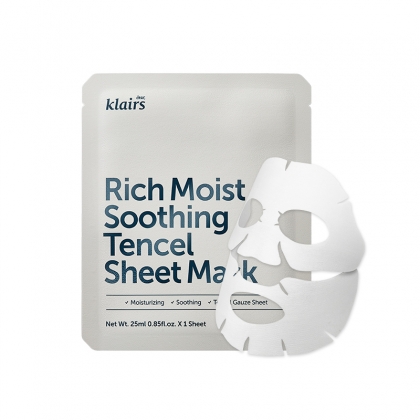 dear,
klairs
Rich Moist
Soothing
Tencel
Sheet Mask
✓ Moisturizing ✓ Soothing ✓ Gauze Sheet
Net Wt. 25ml 0.85fl.oz. X 1 Sheet